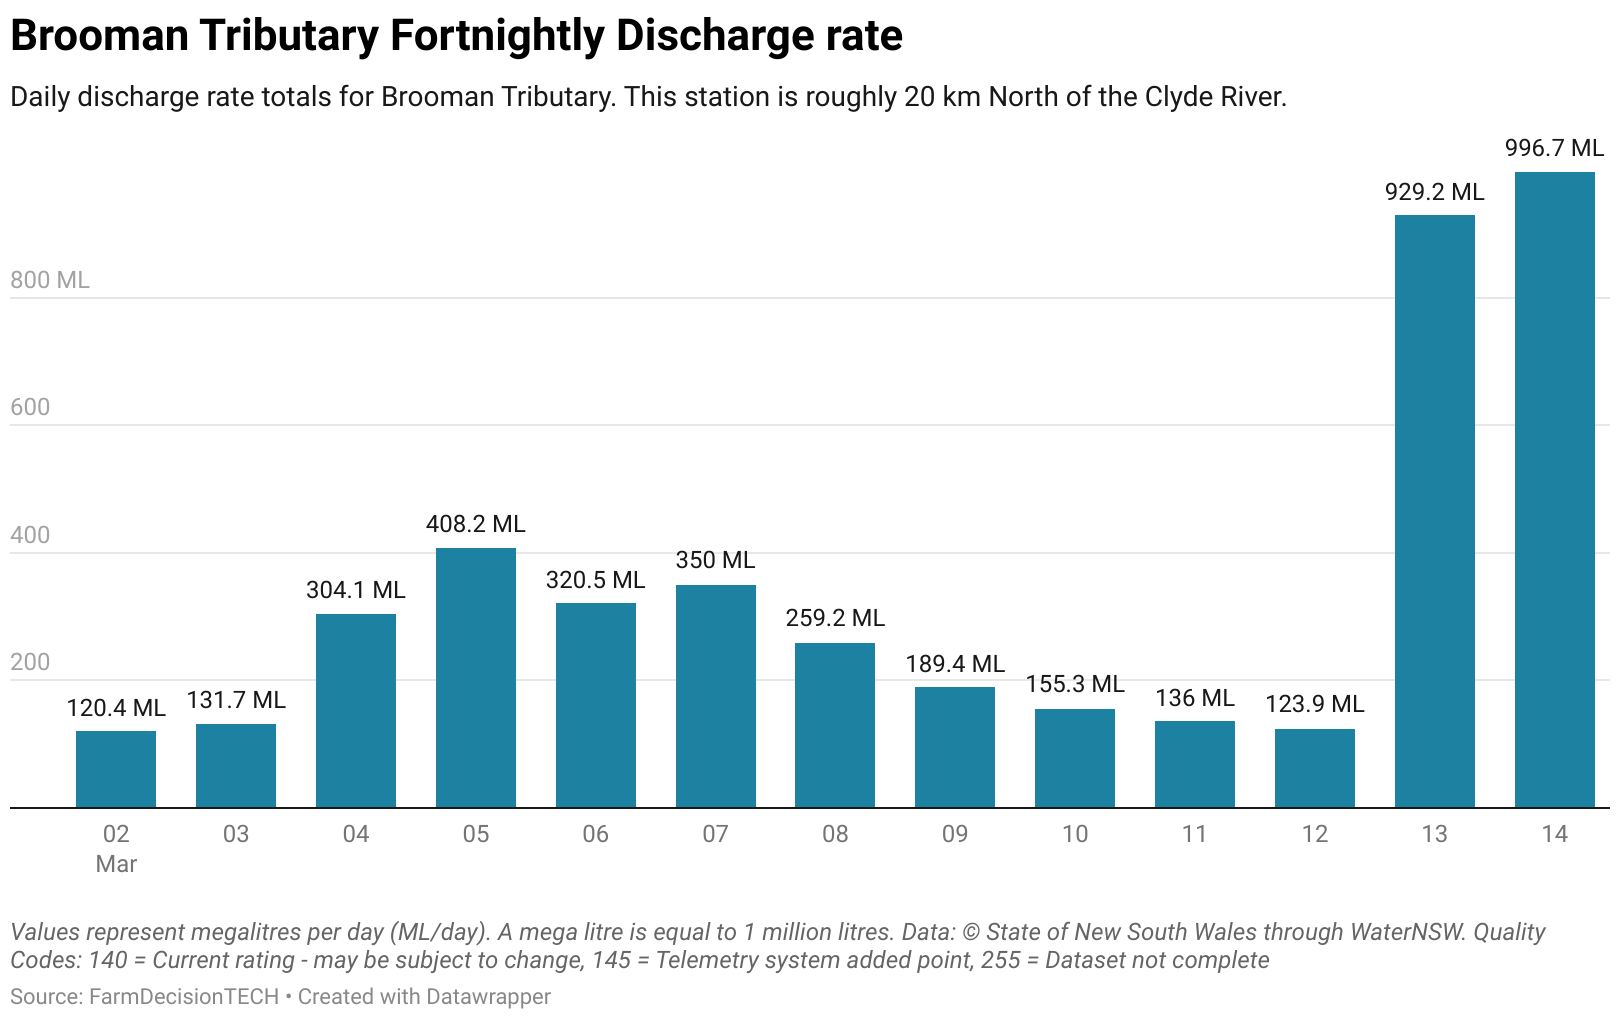 Brooman Tributary Fortnightly Discharge rate
Daily discharge rate totals for Brooman Tributary. This station is roughly 20 km North of the Clyde River.
996.7 ML
929.2 ML
800 ML
600
400
408.2 ML
350 ML
320.5 ML
304.1 ML
259.2 ML
200
189.4 ML
155.3 ML
131.7 ML
136 ML
120.4 ML
123.9 ML
02 03 04 05 06 07 08 09 10 11 12 13 14
Mar
Values represent megalitres per day (ML/day). A mega litre is equal to 1 million litres. Data: © State of New South Wales through WaterNSW. Quality
Codes: 140 = Current rating - may be subject to change, 145 = Telemetry system added point, 255 = Dataset not complete
Source: FarmDecisionTECH • Created with Datawrapper